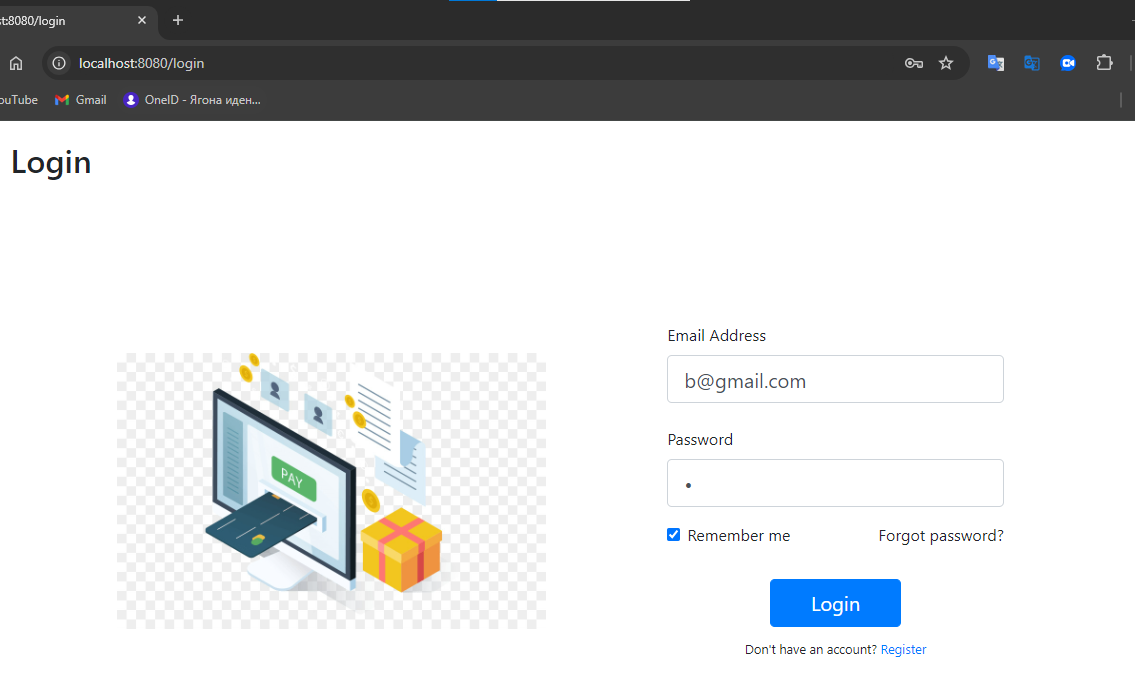 st:8080/login
localhost:8080/login
ouTube Gmail OneID - Ягона иден...
Login
Email Address
b@gmail.com
Password
Remember me Forgot password?
PAY
Login
Don't have an account? Register